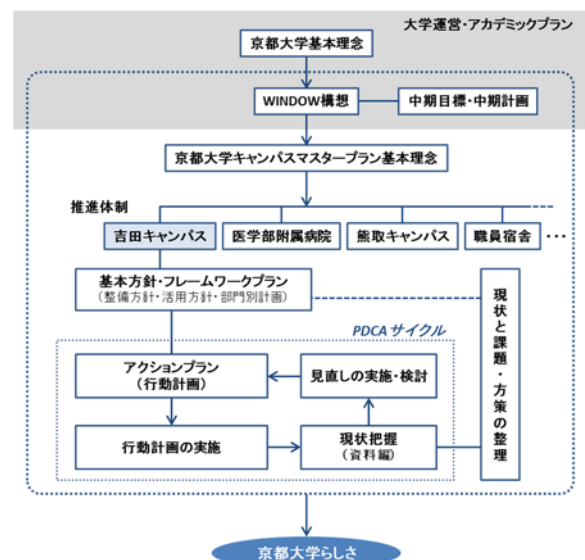 大学運営・アカデミックプラン
京都大学基本理念
WINDOW構想
中期目標・中期計画
京都大学キャンパスマスタープラン基本理念
推進体制
吉田キャンパス
医学部附属病院
熊取キャンパス
職員宿舎
･･･
基本方針・フレームワークプラン
(整備方針・活用方針・部門別計画)
現状と課題・方策の整理
PDCAサイクル
アクションプラン
(行動計画)
見直しの実施・検討
行動計画の実施
現状把握
(資料編)
京都大学らしさ